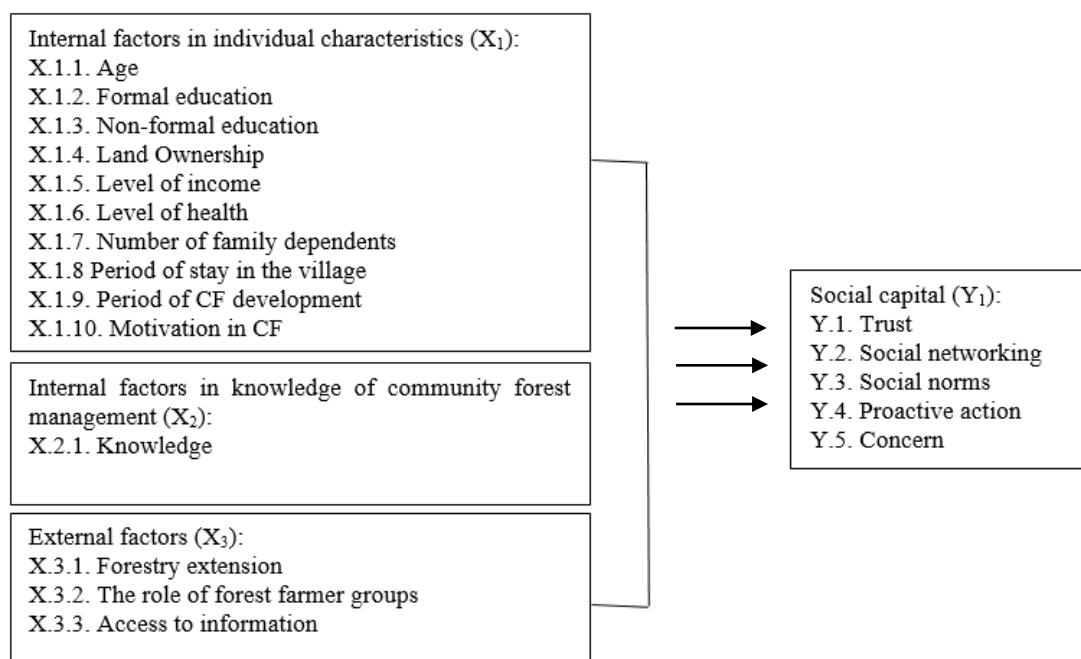 Internal factors in individual characteristics (X₁):
X.1.1. Age
X.1.2. Formal education
X.1.3. Non-formal education
X.1.4. Land Ownership
X.1.5. Level of income
X.1.6. Level of health
X.1.7. Number of family dependents
X.1.8 Period of stay in the village
X.1.9. Period of CF development
X.1.10. Motivation in CF
Internal factors in knowledge of community forest
management (X₂):
X.2.1. Knowledge
External factors (X₃):
X.3.1. Forestry extension
X.3.2. The role of forest farmer groups
X.3.3. Access to information
Social capital (Y₁):
Y.1. Trust
Y.2. Social networking
Y.3. Social norms
Y.4. Proactive action
Y.5. Concern